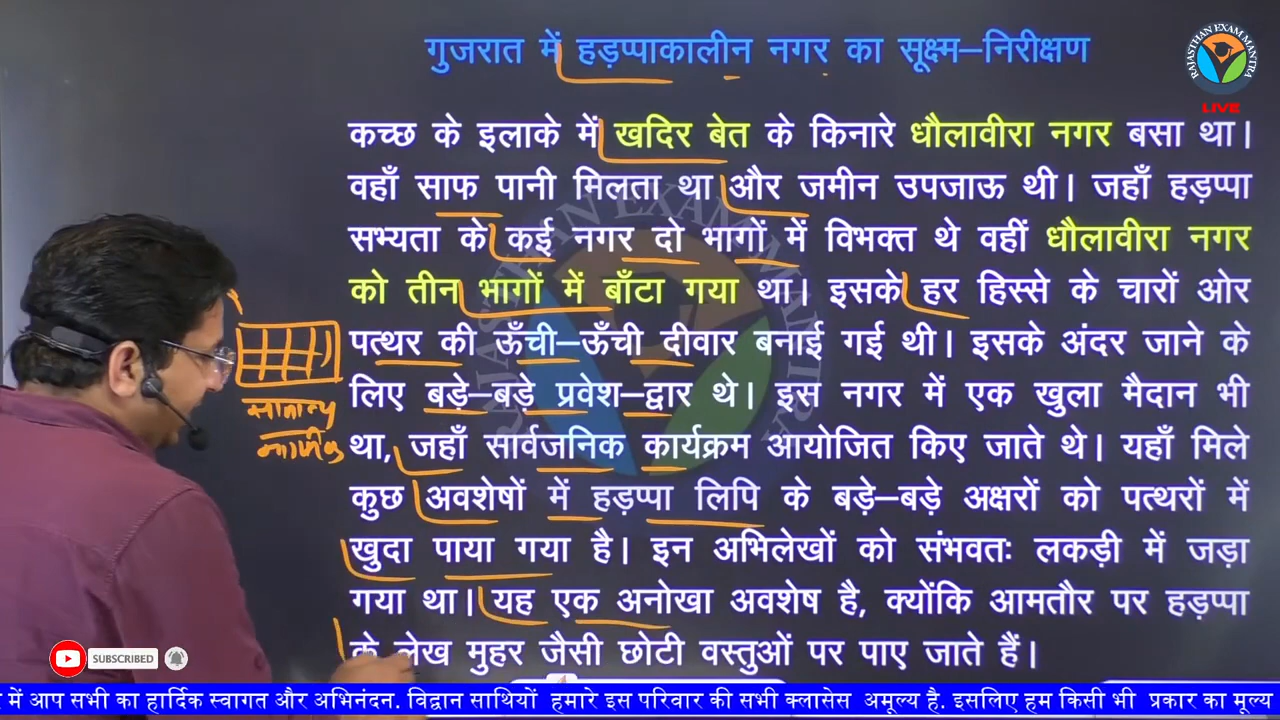 गुजरात में हड़प्पाकालीन नगर का सूक्ष्म–निरीक्षण
RAJASTHAN EXAM MANTRA
LIVE
कच्छ के इलाके में खदिर बेत के किनारे धौलावीरा नगर बसा था।
वहाँ साफ पानी मिलता था और जमीन उपजाऊ थी। जहाँ हड़प्पा
सभ्यता के कई नगर दो भागों में विभक्त थे वहीं धौलावीरा नगर
को तीन भागों में बाँटा गया था। इसके हर हिस्से के चारों ओर
पत्थर की ऊँची–ऊँची दीवार बनाई गई थी। इसके अंदर जाने के
लिए बड़े–बड़े प्रवेश–द्वार थे। इस नगर में एक खुला मैदान भी
था, जहाँ सार्वजनिक कार्यक्रम आयोजित किए जाते थे। यहाँ मिले
कुछ अवशेषों में हड़प्पा लिपि के बड़े–बड़े अक्षरों को पत्थरों में
खुदा पाया गया है। इन अभिलेखों को संभवतः लकड़ी में जड़ा
गया था। यह एक अनोखा अवशेष है, क्योंकि आमतौर पर हड़प्पा
के लेख मुहर जैसी छोटी वस्तुओं पर पाए जाते हैं।
सामान्य
SUBSCRIBED
में आप सभी का हार्दिक स्वागत और अभिनंदन. विद्वान साथियों हमारे इस परिवार की सभी क्लासेस अमूल्य है. इसलिए हम किसी भी प्रकार का मूल्य